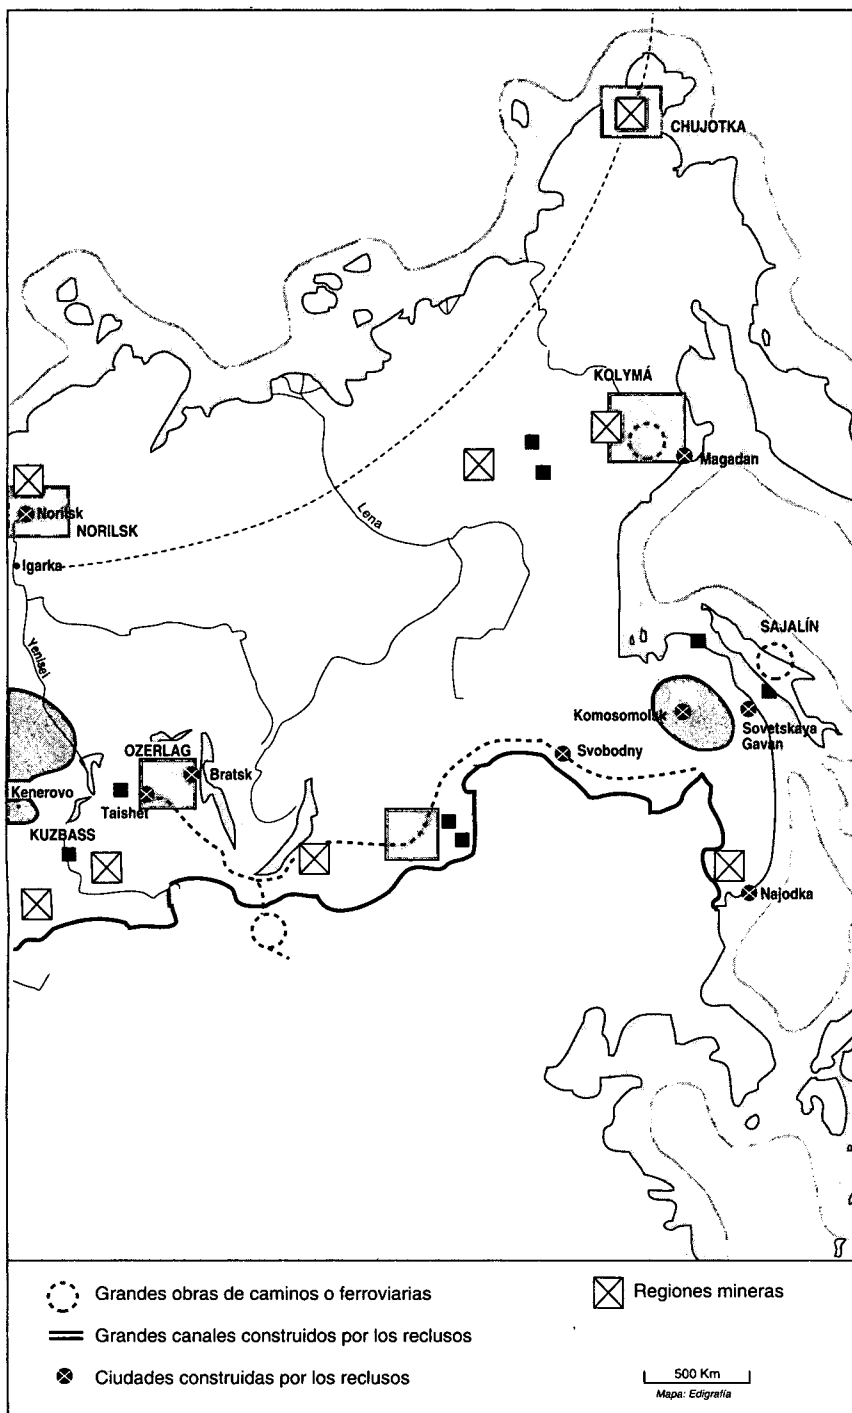 CHUJOTKA
KOLYMÁ
Magadan
Norilsk
NORILSK
Lena
Igarka
Yenisei
SAJALÍN
Komosomolsk
Sovetskaya
Gavan
Svobodny
OZERLAG
Bratsk
Kenerovo
Taishet
KUZBASS
Najodka
Grandes obras de caminos o ferroviarias
Regiones mineras
Grandes canales construidos por los reclusos
Ciudades construidas por los reclusos
500 Km
Mapa: Edigrafía